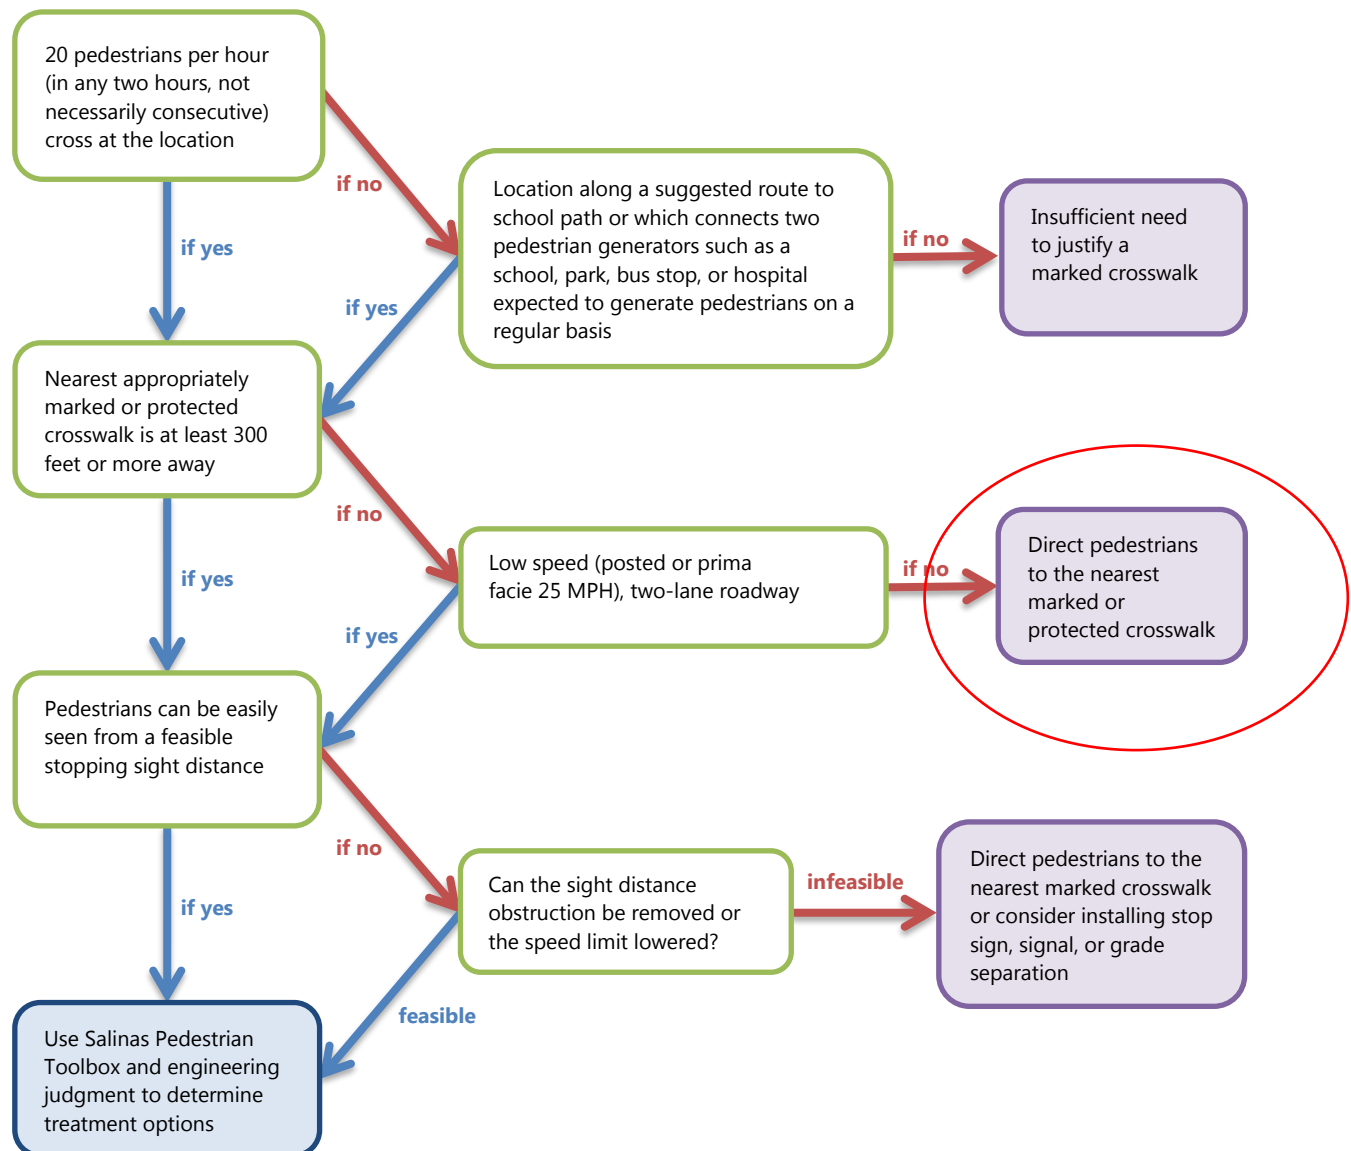 20 pedestrians per hour
(in any two hours, not
necessarily consecutive)
cross at the location
if no
if yes
Location along a suggested route to
school path or which connects two
pedestrian generators such as a
school, park, bus stop, or hospital
expected to generate pedestrians on a
regular basis
if no
Insufficient need
to justify a
marked crosswalk
if yes
Nearest appropriately
marked or protected
crosswalk is at least 300
feet or more away
if no
if yes
Low speed (posted or prima
facie 25 MPH), two-lane roadway
if no
Direct pedestrians
to the nearest
marked or
protected crosswalk
if yes
Pedestrians can be easily
seen from a feasible
stopping sight distance
if no
if yes
Can the sight distance
obstruction be removed or
the speed limit lowered?
infeasible
Direct pedestrians to the
nearest marked crosswalk
or consider installing stop
sign, signal, or grade
separation
feasible
Use Salinas Pedestrian
Toolbox and engineering
judgment to determine
treatment options